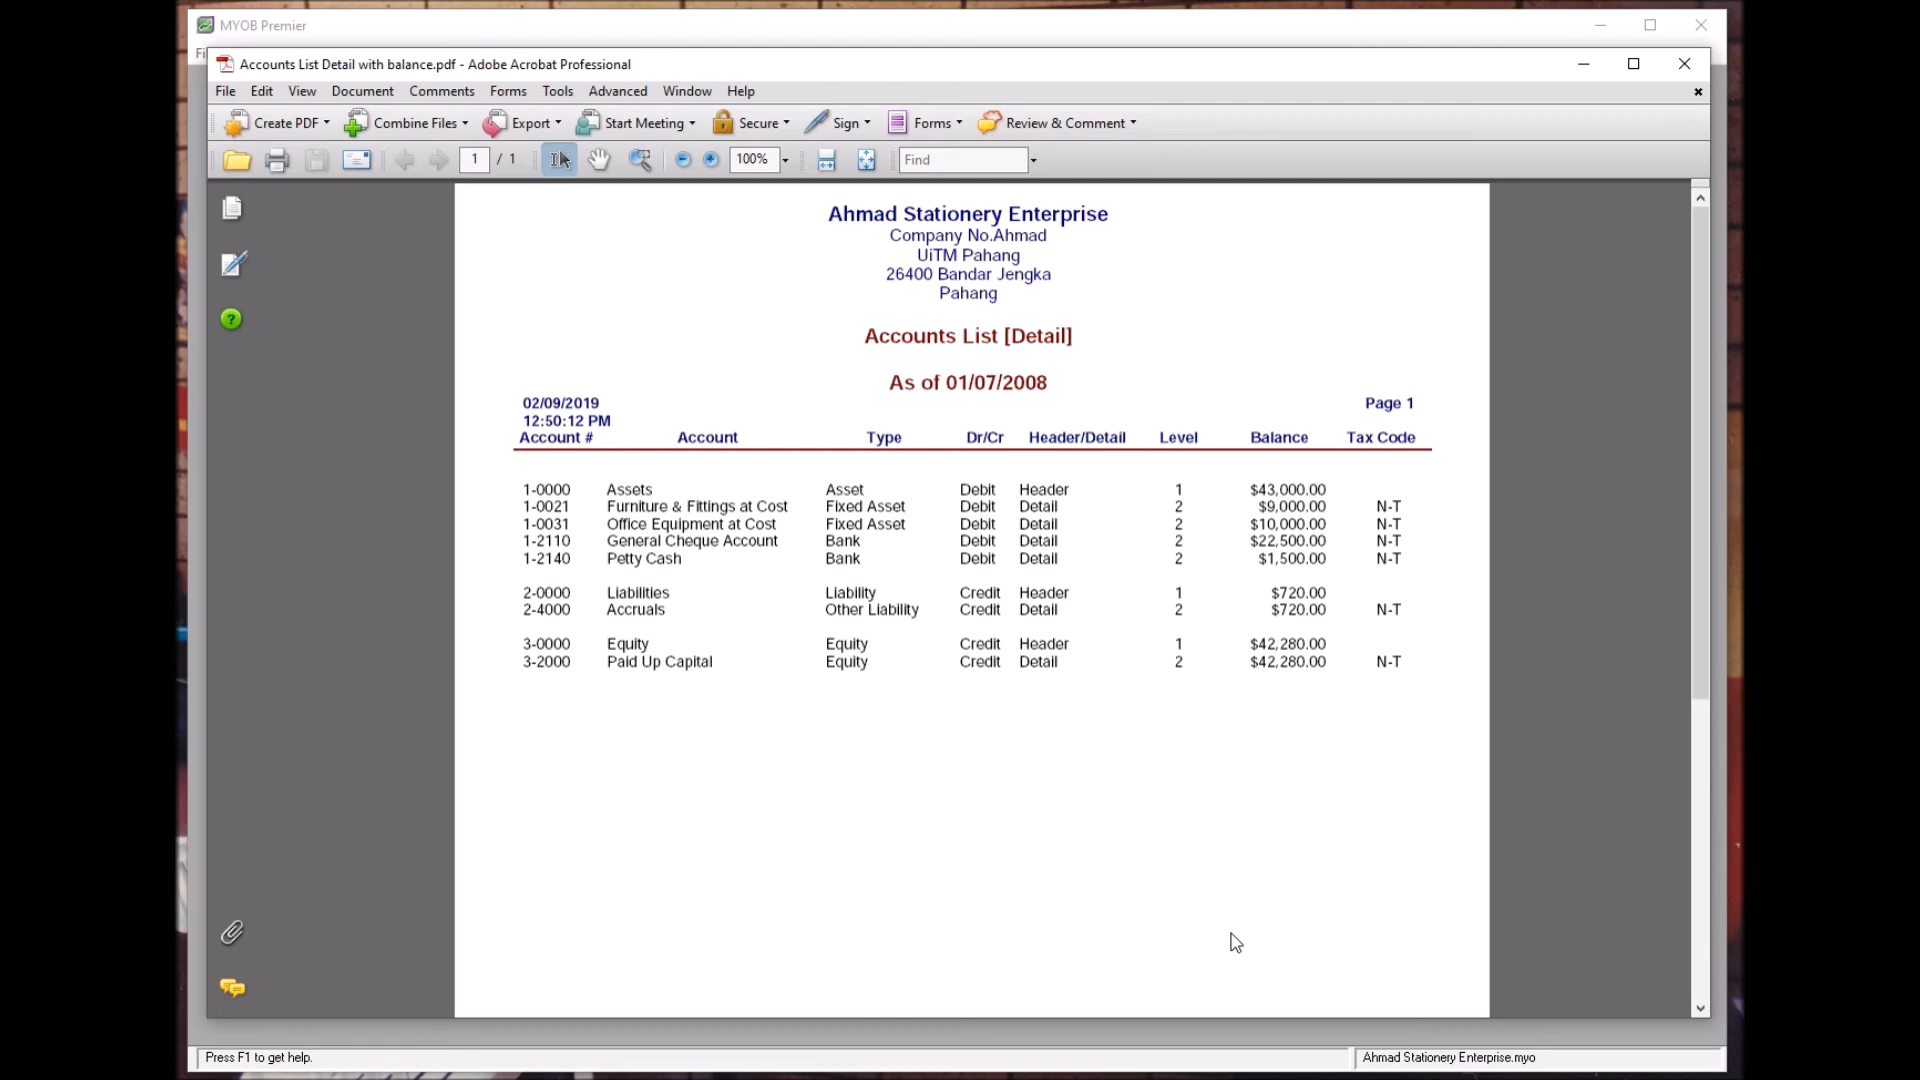 MYOB Premier
Accounts List Detail with balance.pdf - Adobe Acrobat Professional
File Edit View Document Comments Forms Tools Advanced Window Help
Create PDF Combine Files Export Start Meeting Secure Sign Forms Review & Comment
1 / 1 100% Find
Ahmad Stationery Enterprise
Company No.Ahmad
UiTM Pahang
26400 Bandar Jengka
Pahang
Accounts List [Detail]
As of 01/07/2008
02/09/2019 Page 1
12:50:12 PM
Account # Account Type Dr/Cr Header/Detail Level Balance Tax Code
1-0000 Assets Asset Debit Header 1 $43,000.00
1-0021 Furniture & Fittings at Cost Fixed Asset Debit Detail 2 $9,000.00 N-T
1-0031 Office Equipment at Cost Fixed Asset Debit Detail 2 $10,000.00 N-T
1-2110 General Cheque Account Bank Debit Detail 2 $22,500.00 N-T
1-2140 Petty Cash Bank Debit Detail 2 $1,500.00 N-T
2-0000 Liabilities Liability Credit Header 1 $720.00
2-4000 Accruals Other Liability Credit Detail 2 $720.00 N-T
3-0000 Equity Equity Credit Header 1 $42,280.00
3-2000 Paid Up Capital Equity Credit Detail 2 $42,280.00 N-T
Press F1 to get help. Ahmad Stationery Enterprise.myo